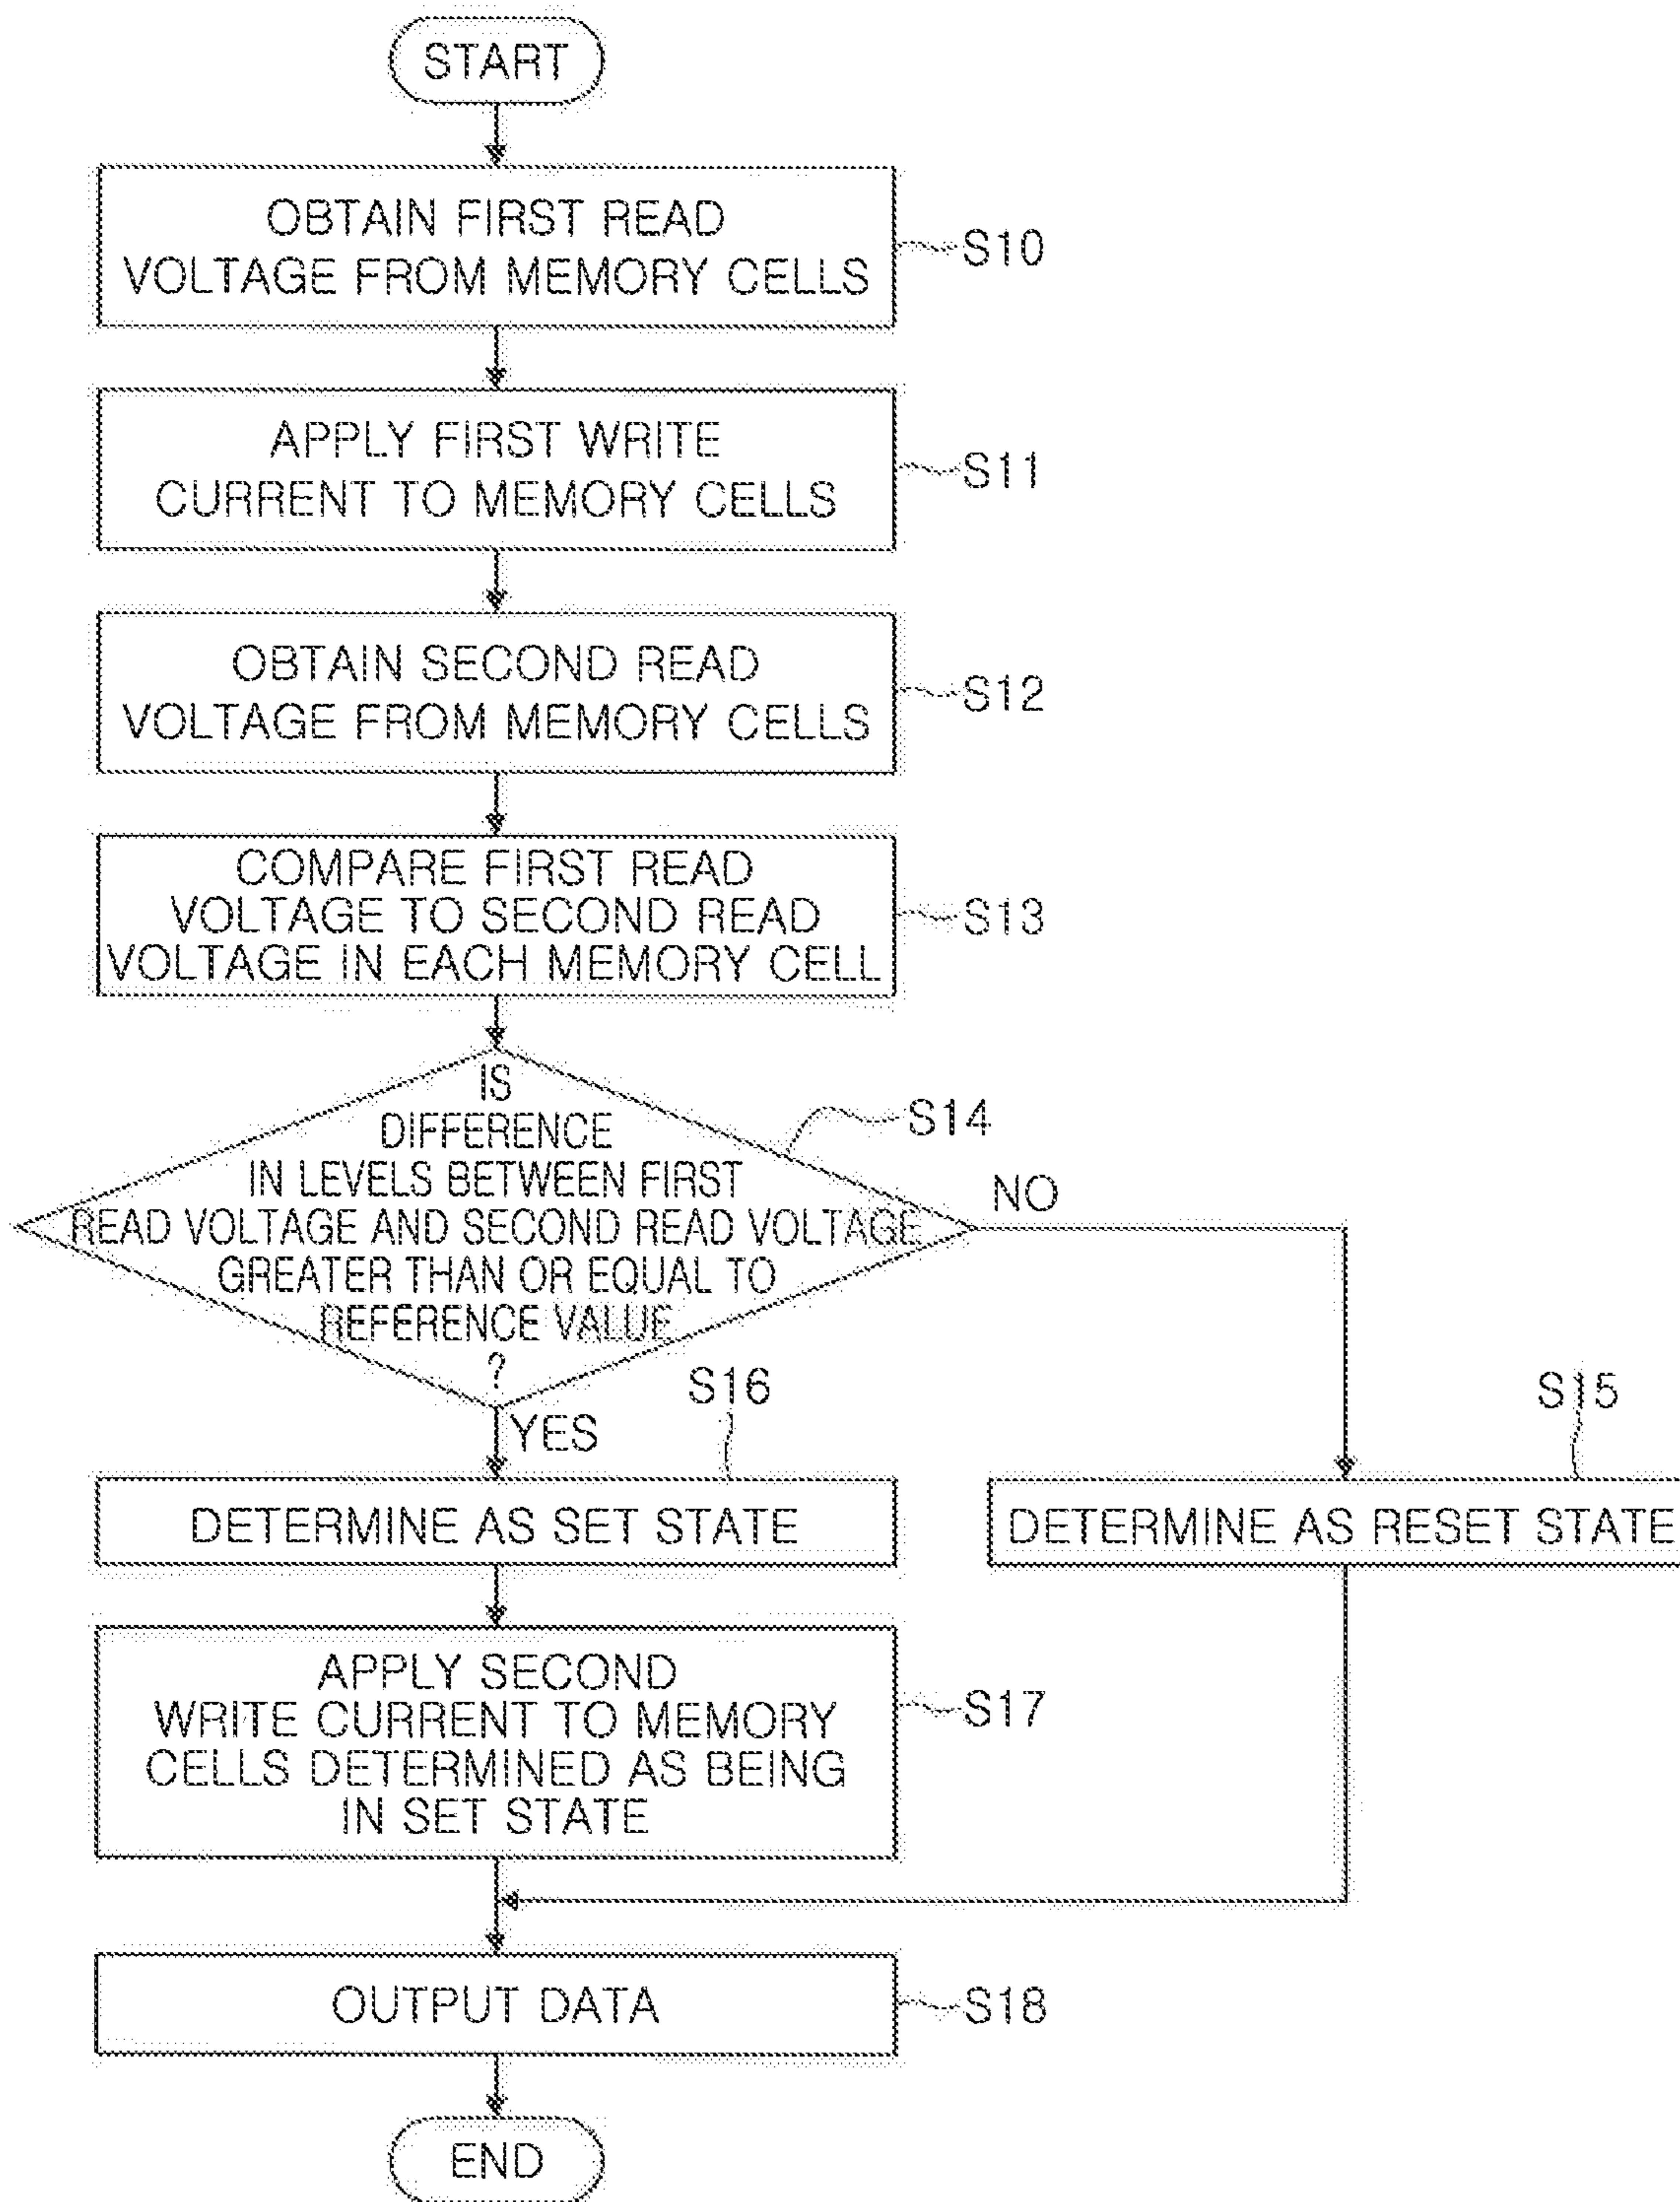 START
OBTAIN FIRST READ
VOLTAGE FROM MEMORY CELLS
S10
APPLY FIRST WRITE
CURRENT TO MEMORY CELLS
S11
OBTAIN SECOND READ
VOLTAGE FROM MEMORY CELLS
S12
COMPARE FIRST READ
VOLTAGE TO SECOND READ
VOLTAGE IN EACH MEMORY CELL
S13
IS
DIFFERENCE
IN LEVELS BETWEEN FIRST
READ VOLTAGE AND SECOND READ VOLTAGE
GREATER THAN OR EQUAL TO
REFERENCE VALUE
?
S14
NO
YES
S16
DETERMINE AS SET STATE
S15
DETERMINE AS RESET STATE
APPLY SECOND
WRITE CURRENT TO MEMORY
CELLS DETERMINED AS BEING
IN SET STATE
S17
OUTPUT DATA
S18
END